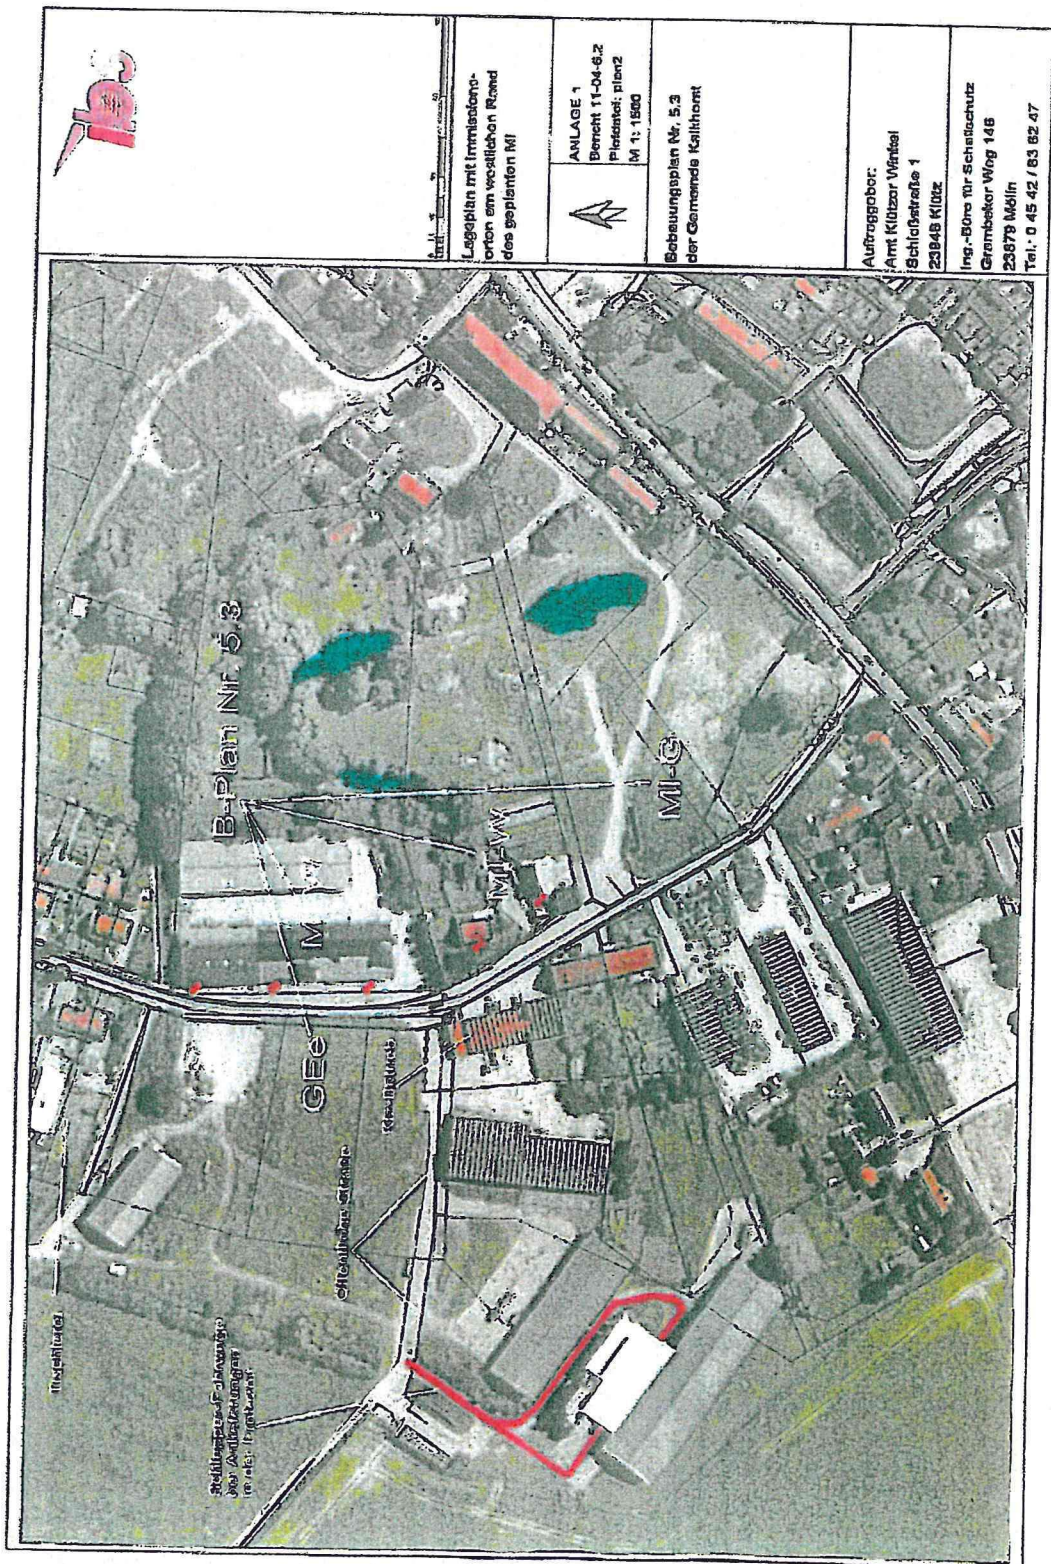 ibs
Lageplan mit Immissions-
orten am westlichen Rand
des geplanten MI
ANLAGE 1
Bericht 11-04-6.2
Plotdatei: plan2
M 1: 1500
Bebauungsplan Nr. 5.3
der Gemeinde Kalkhorst
Auftraggeber:
Amt Klützer Winkel
Schloßstraße 1
23948 Klütz
Ing.-Büro für Schallschutz
Grambeker Weg 146
23879 Mölln
Tel.: 0 45 42 / 83 62 47
B-Plan Nr. 5.3
MI-W
MI-G
GEe
öffentliche Straße